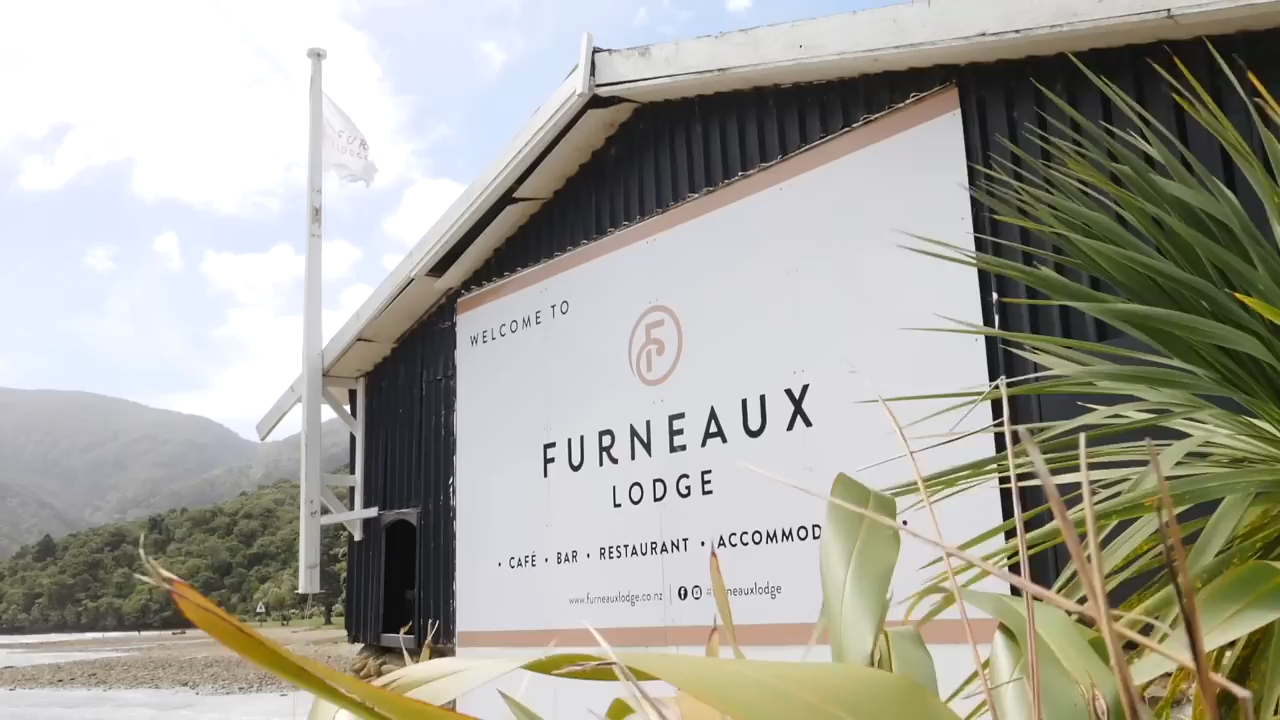 WELCOME TO
FURNEAUX
LODGE
• CAFÉ • BAR • RESTAURANT • ACCOMMOD
www.furneauxlodge.co.nz